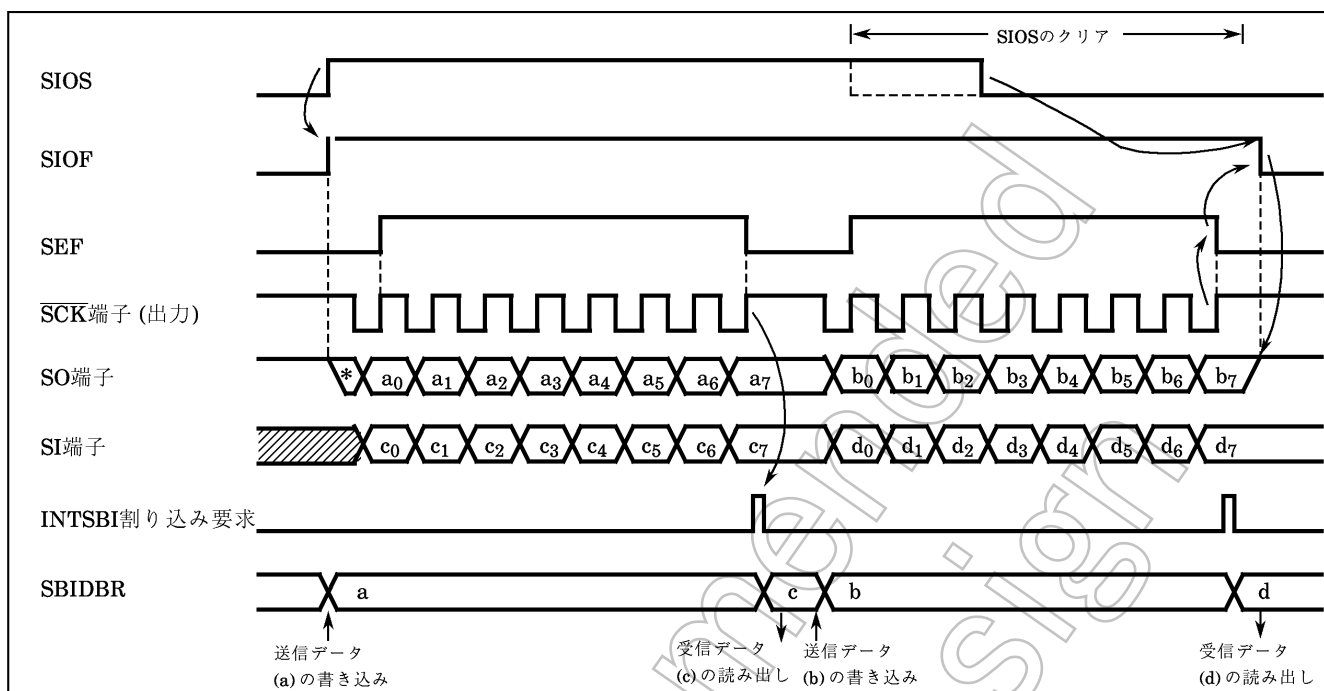 SIOSのクリア
SIOS
SIOF
SEF
SCK端子 (出力)
SO端子
* a0 a1 a2 a3 a4 a5 a6 a7 b0 b1 b2 b3 b4 b5 b6 b7
SI端子
c0 c1 c2 c3 c4 c5 c6 c7 d0 d1 d2 d3 d4 d5 d6 d7
INTSBI割り込み要求
SBIDBR
a c b d
送信データ
(a) の書き込み
受信データ
(c) の読み出し
送信データ
(b) の書き込み
受信データ
(d) の読み出し
mended
sign